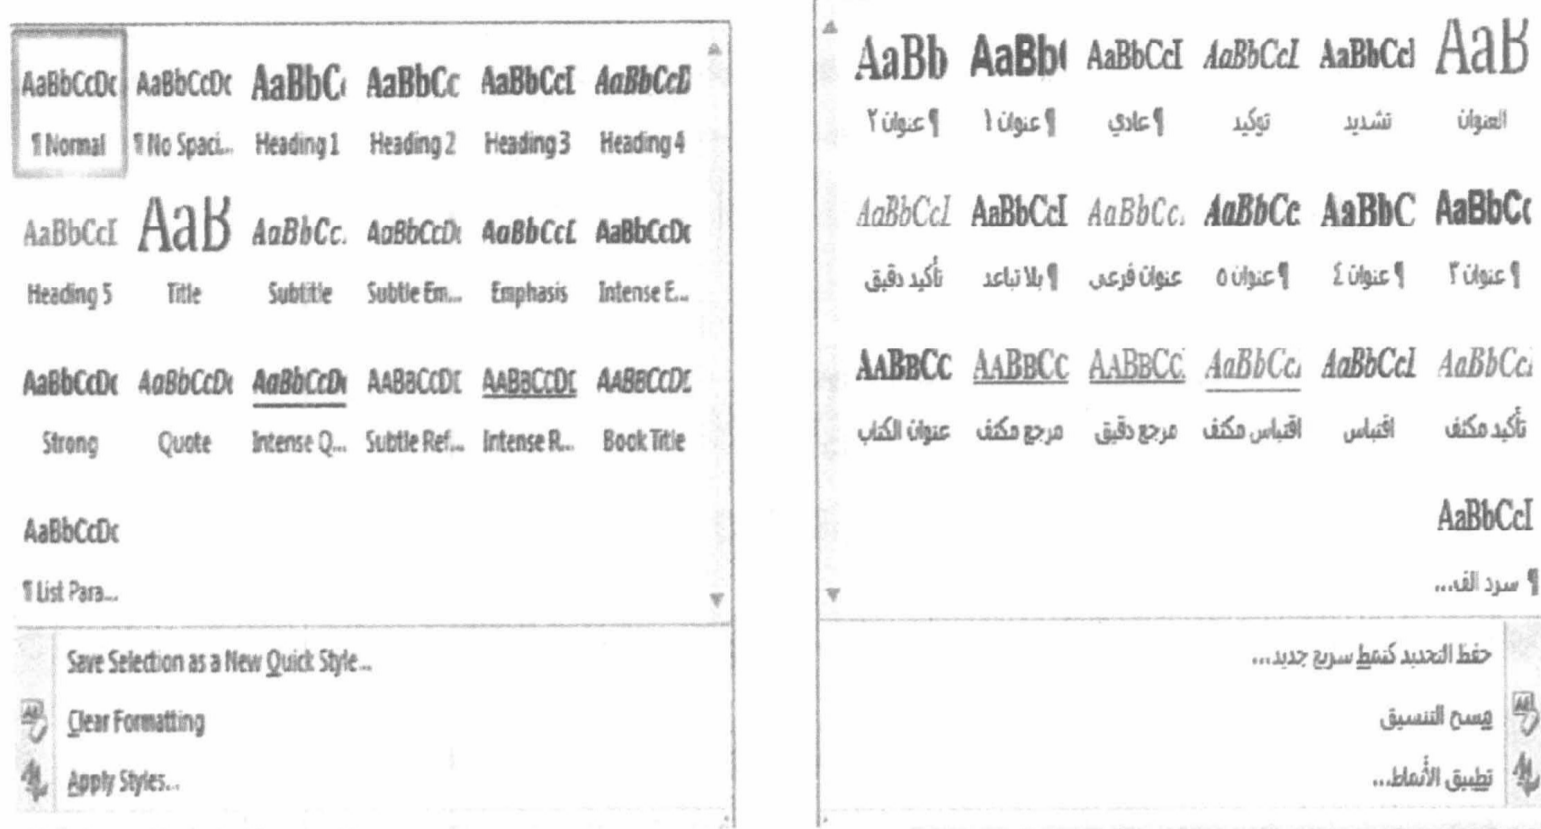 AaBbCcDc AaBbCcDc AaBbC AaBbCc AaBbCcI AaBbCcD
¶ Normal ¶ No Spaci... Heading 1 Heading 2 Heading 3 Heading 4
AaBbCcI AaB AaBbCc. AaBbCcDc AaBbCcI AaBbCcDc
Heading 5 Title Subtitle Subtle Em... Emphasis Intense E...
AaBbCcDc AaBbCcDc AaBbCcDc AABBCCDC AABBCCDC AABBCCDC
Strong Quote Intense Q... Subtle Ref... Intense R... Book Title
AaBbCcDc
¶ List Para...
Save Selection as a New Quick Style...
Clear Formatting
Apply Styles...
AaBb AaBb AaBbCcI AaBbCcI AaBbCcI AaB
العنوان تشديد توكيد ¶ عادي ¶ عنوان ١ ¶ عنوان ٢
AaBbCcI AaBbCcI AaBbCc. AaBbCc AaBbC AaBbCc
¶ عنوان ٣ ¶ عنوان ٤ ¶ عنوان ٥ عنوان فرعي ¶ بلا تباعد تأكيد دقيق
AABBCC AABBCC AABBCC AaBbCc. AaBbCcI AaBbCc.
تأكيد مكثف اقتباس اقتباس مكثف مرجع دقيق مرجع مكثف عنوان الكتاب
AaBbCcI
¶ سرد الف...
حفظ التحديد كنمط سريع جديد...
مسح التنسيق
تطبيق الأنماط...